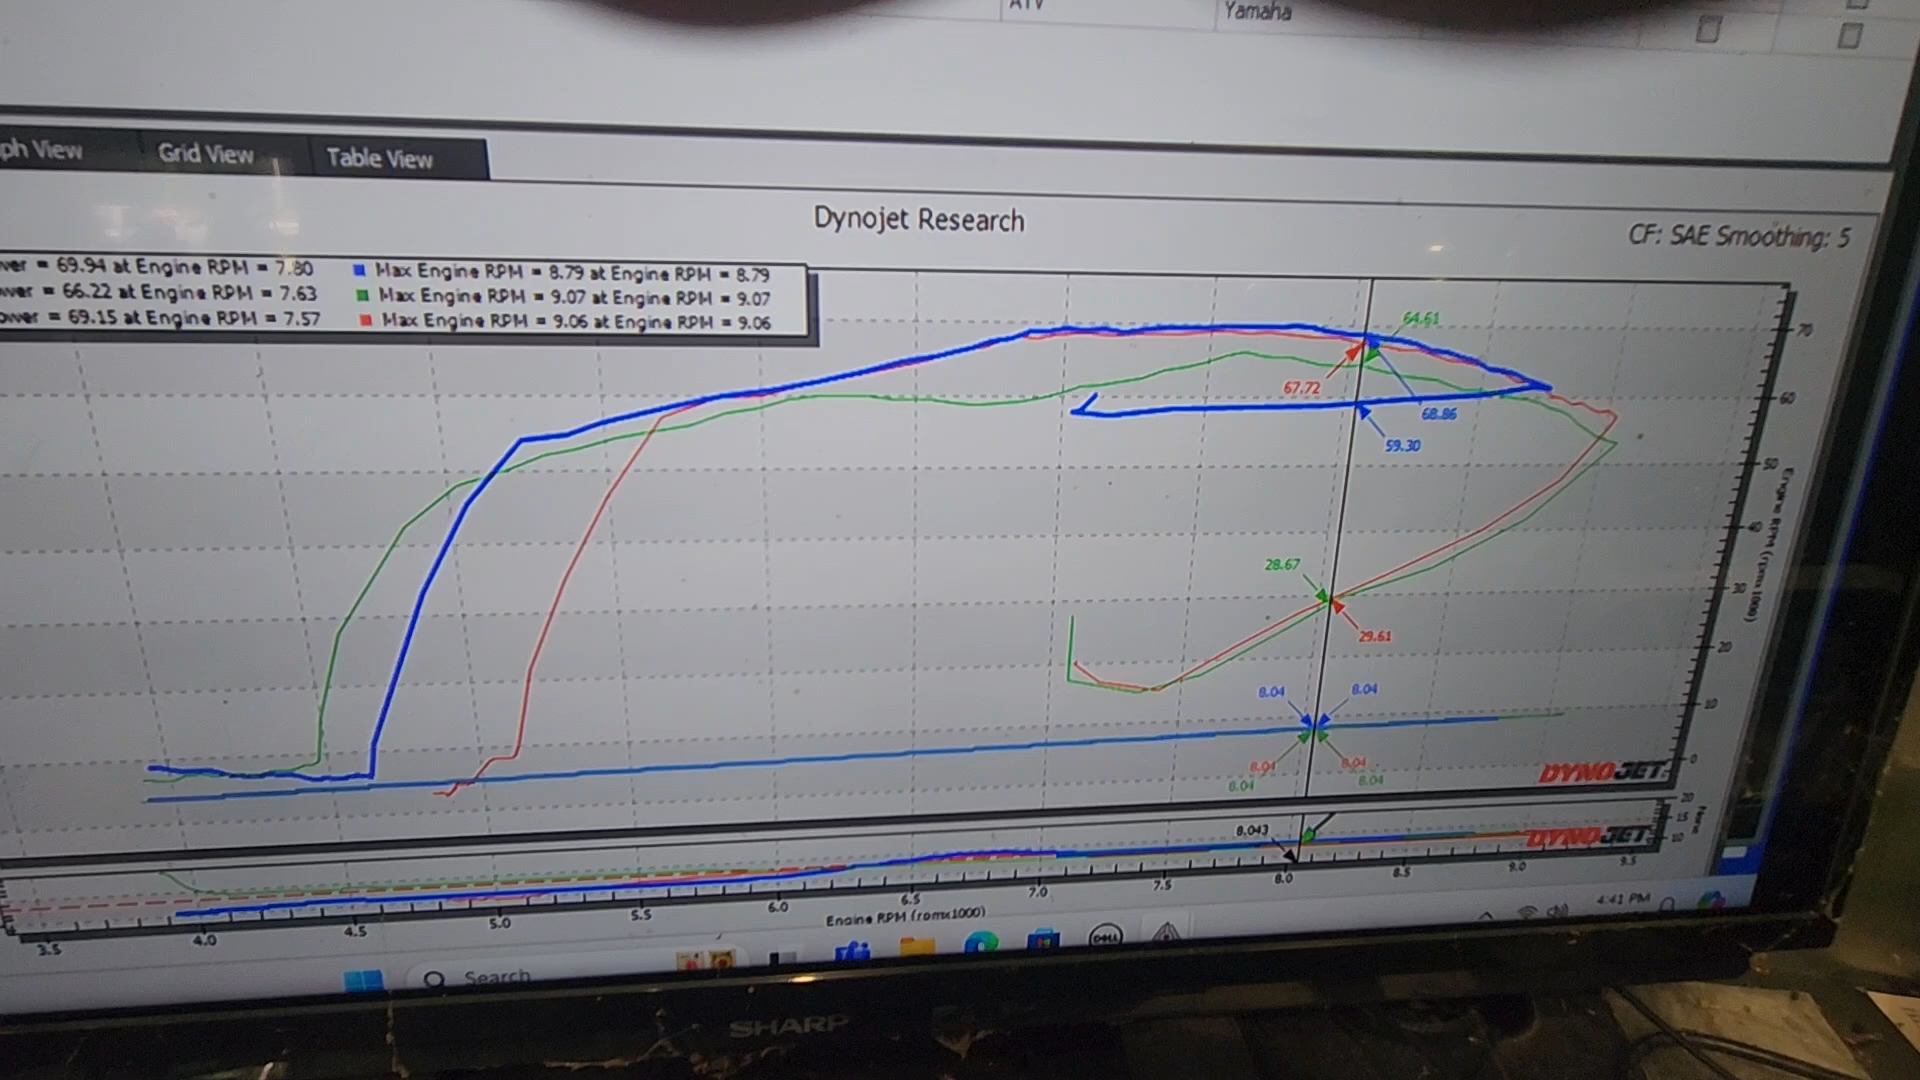 ATV Yamaha
ph View Grid View Table View
Dynojet Research
CF: SAE Smoothing: 5
wer = 69.94 at Engine RPM = 7.80 Max Engine RPM = 8.79 at Engine RPM = 8.79
wer = 66.22 at Engine RPM = 7.63 Max Engine RPM = 9.07 at Engine RPM = 9.07
ower = 69.15 at Engine RPM = 7.57 Max Engine RPM = 9.06 at Engine RPM = 9.06
64.61
70
67.72
60
68.86
59.30
50
40
Engine RPM (rpmx1000)
28.67
30
29.61
20
8.04 8.04
10
8.04 8.04
8.04 8.04
0
DYNOJET
20
15
10
8.043
DYNOJET
3.5 4.0 4.5 5.0 5.5 6.0 6.5 7.0 7.5 8.0 8.5 9.0 9.5
Engine RPM (rpmx1000)
4:41 PM
Search
DELL
SHARP